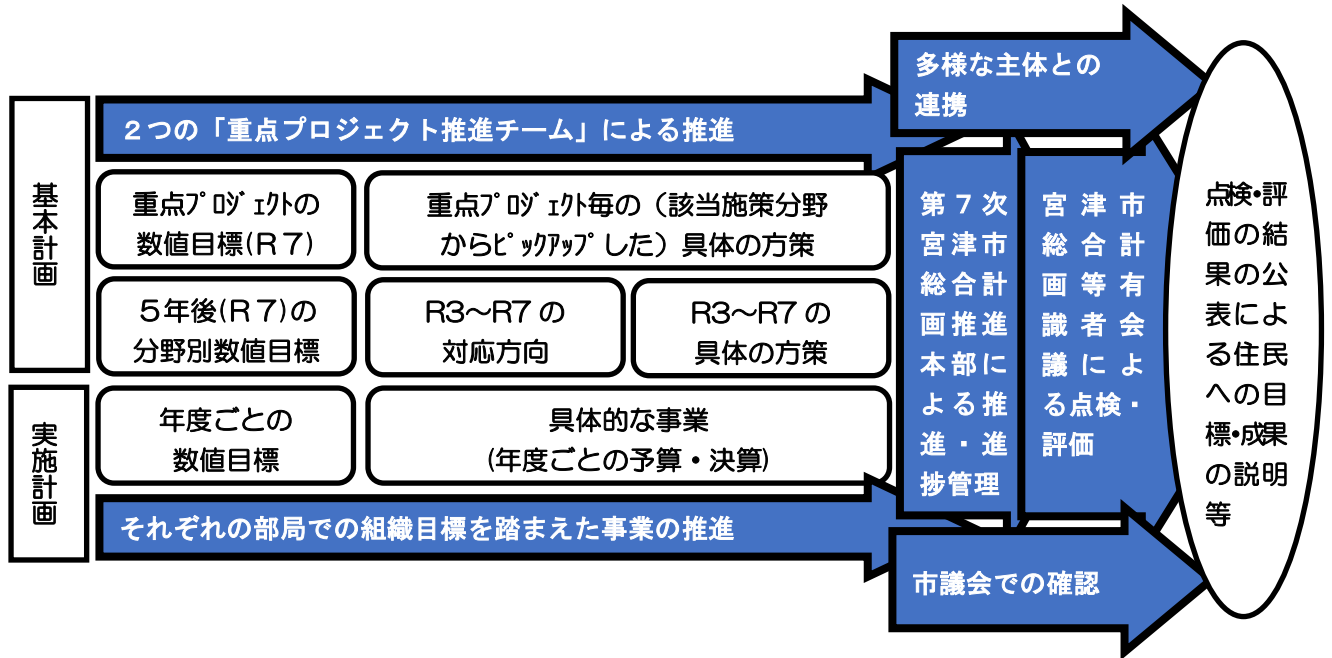 基本計画
２つの「重点プロジェクト推進チーム」による推進
重点ﾌﾟﾛｼﾞｪｸﾄの
数値目標(Ｒ７)
重点ﾌﾟﾛｼﾞｪｸﾄ毎の（該当施策分野
からﾋﾟｯｸｱｯﾌﾟした）具体の方策
５年後(Ｒ７)の
分野別数値目標
R3～R7 の
対応方向
R3～R7 の
具体の方策
実施計画
年度ごとの
数値目標
具体的な事業
(年度ごとの予算・決算)
それぞれの部局での組織目標を踏まえた事業の推進
多様な主体との
連携
第７次
宮津市
総合計
画推進
本部に
よる推
進・進
捗管理
宮津市
総合計
画等有
識者会
議によ
る点検・
評価
市議会での確認
点検・評
価の結
果の公
表によ
る住民
への目
標・成果
の説明
等